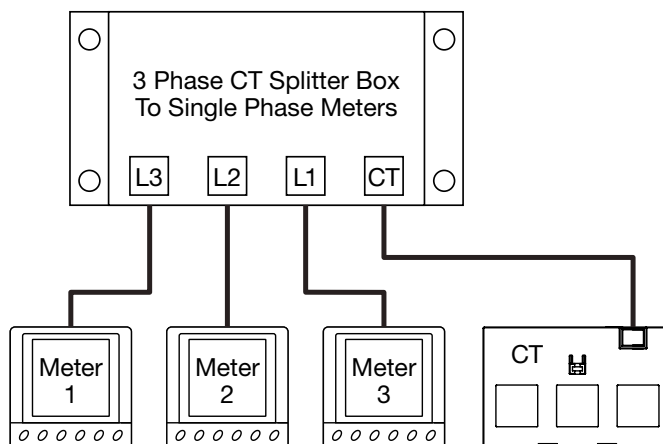 3 Phase CT Splitter Box
To Single Phase Meters
L3 L2 L1 CT
Meter
1
Meter
2
Meter
3
CT